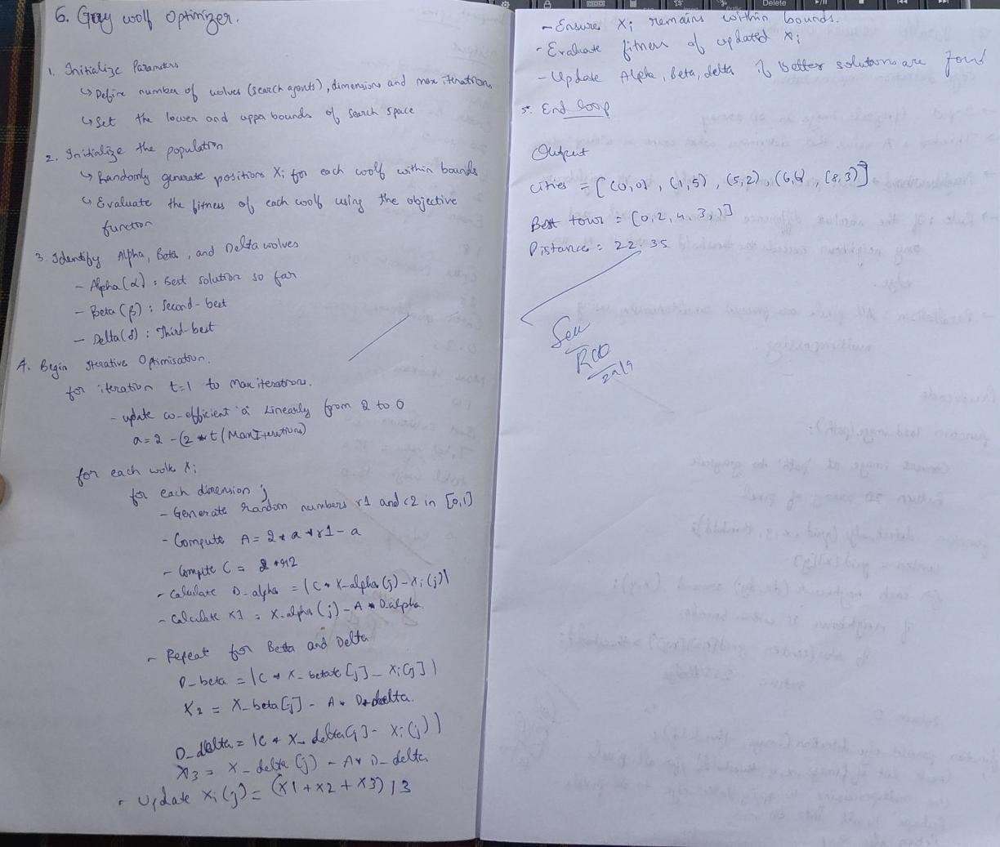 6. Gray woolf Optimizer.
1. Initialize Parameters
↳ Define number of wolves (search agents), dimensions and max iterations
↳ Set the lower and upper bounds of search space
2. Initialize the population
↳ Randomly generate positions Xi for each woolf within bounds
↳ Evaluate the fitness of each woolf using the objective
function
3. Identify Alpha, Beta, and Delta wolves
- Alpha (α) : Best solution so far
- Beta (β) : Second-best
- Delta (δ) : Third-best
4. Begin Iterative Optimisation.
for iteration t=1 to Max iterations.
- update co-efficient 'a' Linearly from 2 to 0
a = 2 - (2 * t / MaxIterations)
for each wolk Xi
for each dimension j
- Generate random numbers r1 and r2 in [0,1]
- Compute A = 2 * a * r1 - a
- Compute C = 2 * r2
- Calculate D_alpha = |C * X-alpha (j) - Xi (j)|
- Calculate X1 = X-alpha (j) - A * D_alpha.
- Repeat for Beta and Delta
D_beta = |C * X_beta [j] - Xi [j]|
X2 = X_beta [j] - A *
D_delta = |C * X_ delta [j] - Xi (j)|
X3 = X_delta (j) - A * D_delta.
- Update Xi (j) = (X1 + X2 + X3) / 3
- Ensure Xi remains within bounds.
- Evaluate fitness of updated Xi
- Update Alpha, Beta, delta if better solutions are found
5. End loop
Output
cities = [(0,0), (1,5), (5,2), (6,6), (8,3)]
Best tour = [0, 2, 4, 3, 1]
Distance : 22.35
Delete